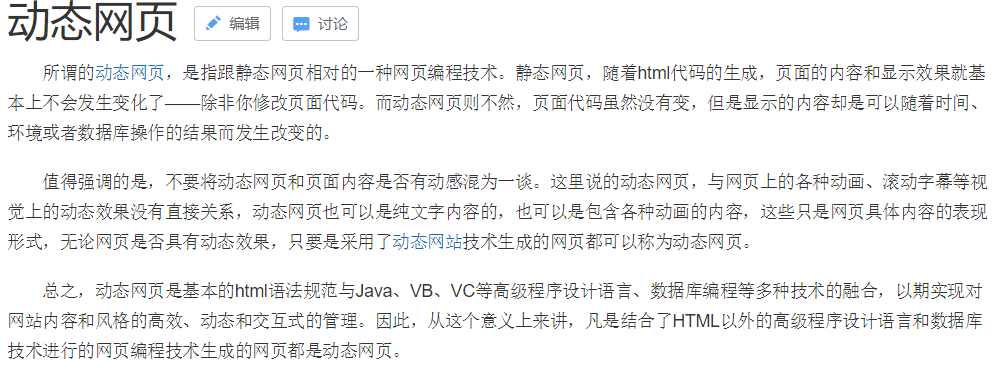 动态网页 编辑 讨论
所谓的动态网页，是指跟静态网页相对的一种网页编程技术。静态网页，随着html代码的生成，页面的内容和显示效果就基
本上不会发生变化了——除非你修改页面代码。而动态网页则不然，页面代码虽然没有变，但是显示的内容却是可以随着时间、
环境或者数据库操作的结果而发生改变的。
值得强调的是，不要将动态网页和页面内容是否有动感混为一谈。这里说的动态网页，与网页上的各种动画、滚动字幕等视
觉上的动态效果没有直接关系，动态网页也可以是纯文字内容的，也可以是包含各种动画的内容，这些只是网页具体内容的表现
形式，无论网页是否具有动态效果，只要是采用了动态网站技术生成的网页都可以称为动态网页。
总之，动态网页是基本的html语法规范与Java、VB、VC等高级程序设计语言、数据库编程等多种技术的融合，以期实现对
网站内容和风格的高效、动态和交互式的管理。因此，从这个意义上来讲，凡是结合了HTML以外的高级程序设计语言和数据库
技术进行的网页编程技术生成的网页都是动态网页。